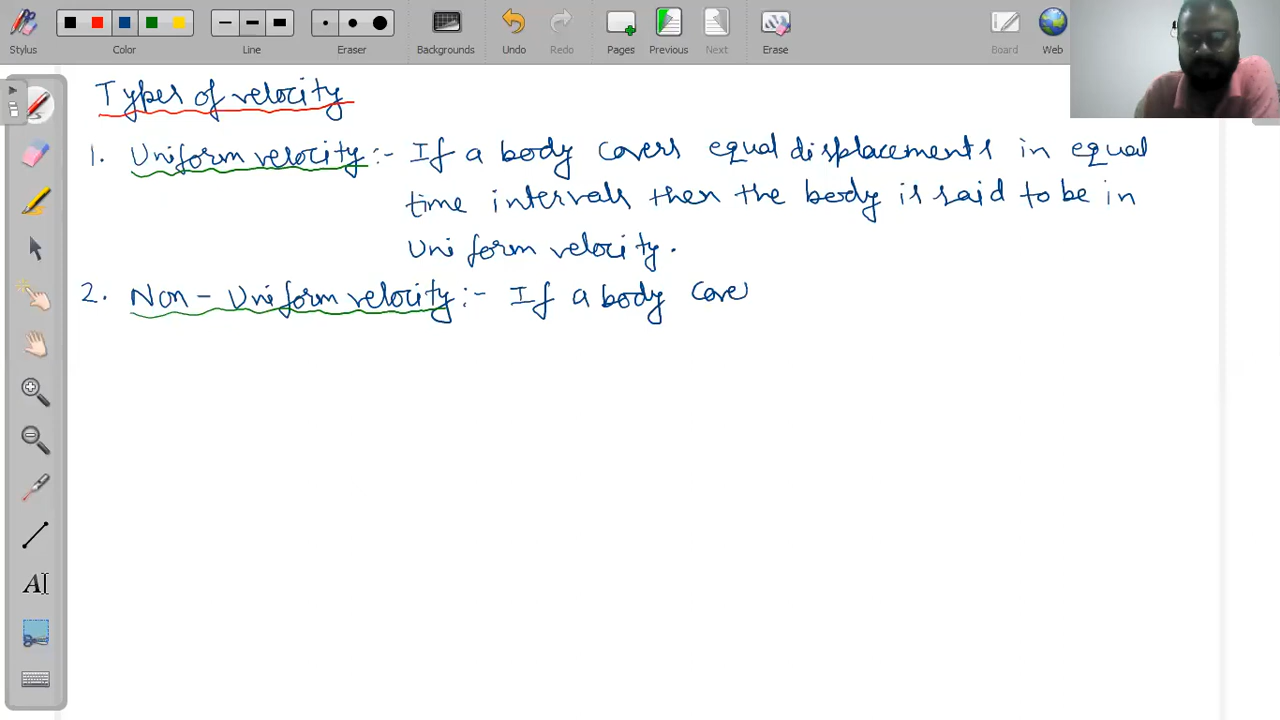 Stylus Color Line Eraser Backgrounds Undo Redo Pages Previous Next Erase Board Web
Types of velocity
1. Uniform velocity :- If a body covers equal displacements in equal
time intervals then the body is said to be in
Uniform velocity.
2. Non-Uniform velocity :- If a body cove
AI